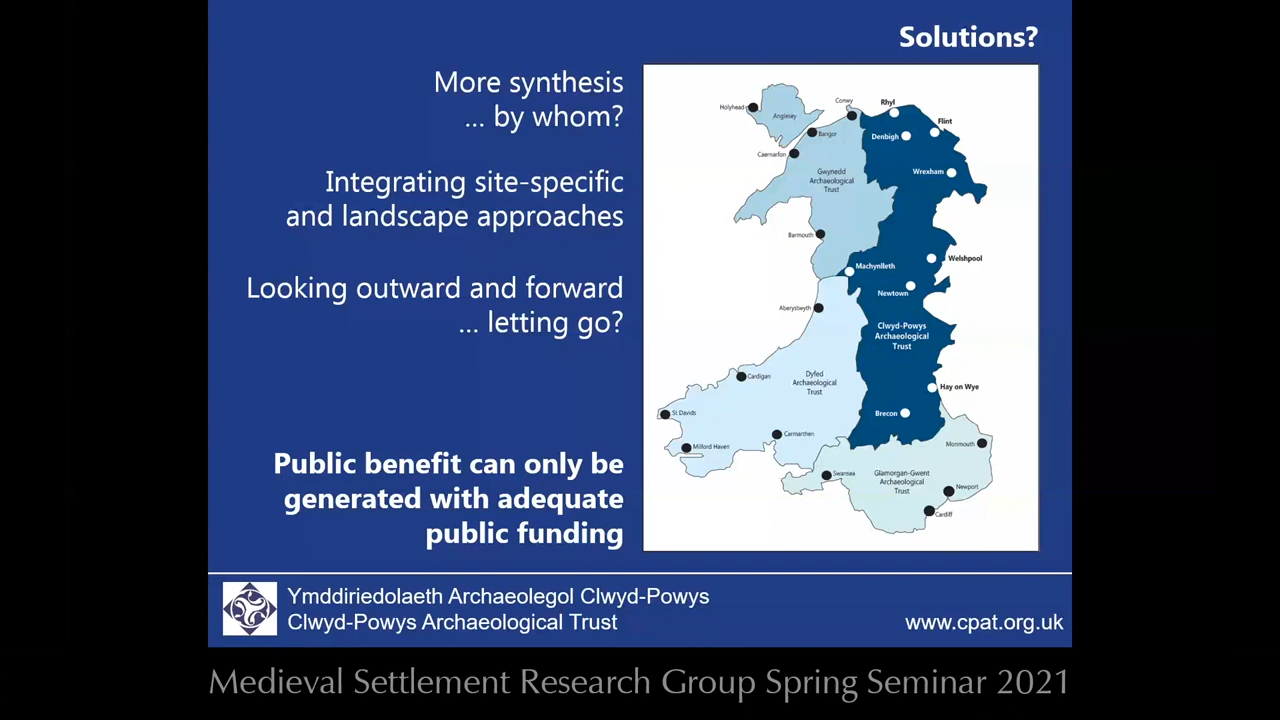 Solutions?
More synthesis
... by whom?
Integrating site-specific
and landscape approaches
Looking outward and forward
... letting go?
Public benefit can only be
generated with adequate
public funding
Holyhead
Anglesey
Conwy
Rhyl
Flint
Bangor
Denbigh
Caernarfon
Wrexham
Gwynedd
Archaeological
Trust
Barmouth
Machynlleth
Welshpool
Newtown
Aberystwyth
Clwyd-Powys
Archaeological
Trust
Cardigan
Dyfed
Archaeological
Trust
Hay on Wye
St Davids
Brecon
Carmarthen
Milford Haven
Monmouth
Swansea
Glamorgan-Gwent
Archaeological
Trust
Newport
Cardiff
Ymddiriedolaeth Archaeolegol Clwyd-Powys
Clwyd-Powys Archaeological Trust
www.cpat.org.uk
Medieval Settlement Research Group Spring Seminar 2021